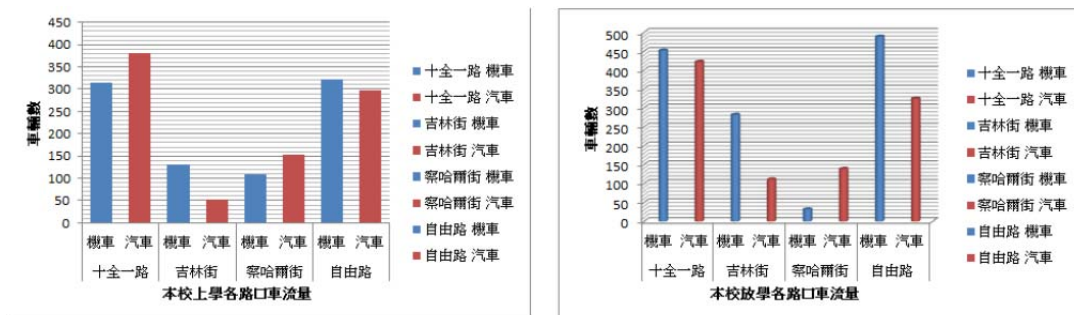 450
400
350
300
250
200
150
100
50
0
車輛數
機車 汽車 機車 汽車 機車 汽車 機車 汽車
十全一路 吉林街 察哈爾街 自由路
本校上學各路口車流量
十全一路 機車
十全一路 汽車
吉林街 機車
吉林街 汽車
察哈爾街 機車
察哈爾街 汽車
自由路 機車
自由路 汽車
500
450
400
350
300
250
200
150
100
50
0
車輛數
機車 汽車 機車 汽車 機車 汽車 機車 汽車
十全一路 吉林街 察哈爾街 自由路
本校放學各路口車流量
十全一路 機車
十全一路 汽車
吉林街 機車
吉林街 汽車
察哈爾街 機車
察哈爾街 汽車
自由路 機車
自由路 汽車